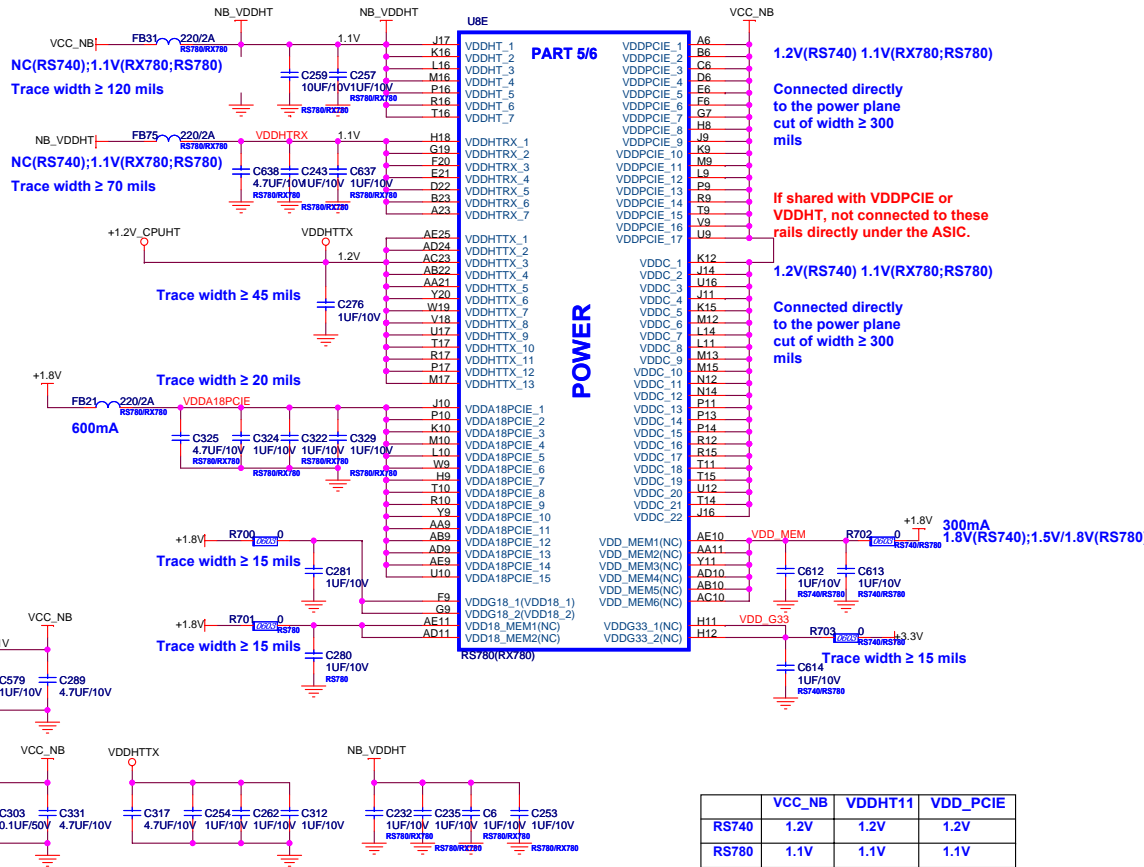 NB_VDDHT NB_VDDHT VCC_NB
U8E
VCC_NB FB31 220/2A 1.1V
RS780/RX780
NC(RS740);1.1V(RX780;RS780)
Trace width ≥ 120 mils
C259 C257
10UF/10V 1UF/10V
RS780/RX780
RS780/RX780
J17
K16
L16
M16
P16
R16
T16
VDDHT_1
VDDHT_2
VDDHT_3
VDDHT_4
VDDHT_5
VDDHT_6
VDDHT_7
PART 5/6
NB_VDDHT FB75 220/2A VDDHTRX 1.1V
RS780/RX780
NC(RS740);1.1V(RX780;RS780)
Trace width ≥ 70 mils
C638 C243 C637
4.7UF/10V 1UF/10V 1UF/10V
RS780/RX780 RS780/RX780
RS780/RX780
H18
G19
F20
E21
D22
B23
A23
VDDHTRX_1
VDDHTRX_2
VDDHTRX_3
VDDHTRX_4
VDDHTRX_5
VDDHTRX_6
VDDHTRX_7
+1.2V_CPUHT VDDHTTX
1.2V
Trace width ≥ 45 mils
C276
1UF/10V
AE25
AD24
AC23
AB22
AA21
Y20
W19
V18
U17
T17
R17
P17
M17
VDDHTTX_1
VDDHTTX_2
VDDHTTX_3
VDDHTTX_4
VDDHTTX_5
VDDHTTX_6
VDDHTTX_7
VDDHTTX_8
VDDHTTX_9
VDDHTTX_10
VDDHTTX_11
VDDHTTX_12
VDDHTTX_13
POWER
+1.8V
Trace width ≥ 20 mils
FB21 220/2A VDDA18PCIE
RS780/RX780
600mA
C325 C324 C322 C329
4.7UF/10V 1UF/10V 1UF/10V 1UF/10V
RS780/RX780 RS780/RX780
RS780/RX780 RS780/RX780
J10
P10
K10
M10
L10
W9
H9
T10
R10
Y9
AA9
AB9
AD9
AE9
U10
VDDA18PCIE_1
VDDA18PCIE_2
VDDA18PCIE_3
VDDA18PCIE_4
VDDA18PCIE_5
VDDA18PCIE_6
VDDA18PCIE_7
VDDA18PCIE_8
VDDA18PCIE_9
VDDA18PCIE_10
VDDA18PCIE_11
VDDA18PCIE_12
VDDA18PCIE_13
VDDA18PCIE_14
VDDA18PCIE_15
+1.8V R700 0
0603
Trace width ≥ 15 mils
C281
1UF/10V
F9
G9
AE11
AD11
VDDG18_1(VDD18_1)
VDDG18_2(VDD18_2)
VDD18_MEM1(NC)
VDD18_MEM2(NC)
+1.8V R701 0
0603 RS780
Trace width ≥ 15 mils
C280
1UF/10V
RS780
RS780(RX780)
VDDPCIE_1
VDDPCIE_2
VDDPCIE_3
VDDPCIE_4
VDDPCIE_5
VDDPCIE_6
VDDPCIE_7
VDDPCIE_8
VDDPCIE_9
VDDPCIE_10
VDDPCIE_11
VDDPCIE_12
VDDPCIE_13
VDDPCIE_14
VDDPCIE_15
VDDPCIE_16
VDDPCIE_17
A6
B6
C6
D6
E6
F6
G7
H8
J9
K9
M9
L9
P9
R9
T9
V9
U9
1.2V(RS740) 1.1V(RX780;RS780)
Connected directly
to the power plane
cut of width ≥ 300
mils
If shared with VDDPCIE or
VDDHT, not connected to these
rails directly under the ASIC.
VDDC_1
VDDC_2
VDDC_3
VDDC_4
VDDC_5
VDDC_6
VDDC_7
VDDC_8
VDDC_9
VDDC_10
VDDC_11
VDDC_12
VDDC_13
VDDC_14
VDDC_15
VDDC_16
VDDC_17
VDDC_18
VDDC_19
VDDC_20
VDDC_21
VDDC_22
K12
J14
U16
J11
K15
M12
L14
L11
M13
M15
N12
N14
P11
P13
P14
R12
R15
T11
T15
U12
T14
J16
1.2V(RS740) 1.1V(RX780;RS780)
Connected directly
to the power plane
cut of width ≥ 300
mils
VDD_MEM1(NC)
VDD_MEM2(NC)
VDD_MEM3(NC)
VDD_MEM4(NC)
VDD_MEM5(NC)
VDD_MEM6(NC)
AE10
AA11
Y11
AD10
AB10
AC10
VDD_MEM R702 0 +1.8V
0603 RS740/RS780
300mA
1.8V(RS740);1.5V/1.8V(RS780)
C612 C613
1UF/10V 1UF/10V
RS740/RS780 RS740/RS780
VDDG33_1(NC)
VDDG33_2(NC)
H11
H12
VDD_G33
R703 0 +3.3V
0603 RS740/RS780
Trace width ≥ 15 mils
C614
1UF/10V
RS740/RS780
VCC_NB
C579 C289
1UF/10V 4.7UF/10V
VCC_NB VDDHTTX NB_VDDHT
C303 C331 C317 C254 C262 C312
0.1UF/50V 4.7UF/10V 4.7UF/10V 1UF/10V 1UF/10V 1UF/10V
C232 C235 C6 C253
1UF/10V 1UF/10V 1UF/10V 1UF/10V
RS780/RX780 RS780/RX780
RS780/RX780 RS780/RX780
VCC_NB VDDHT11 VDD_PCIE
RS740 1.2V 1.2V 1.2V
RS780 1.1V 1.1V 1.1V